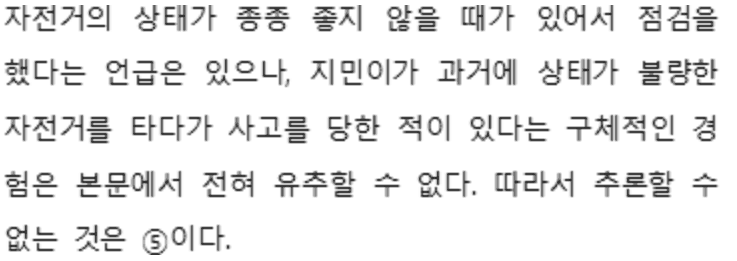 자전거의 상태가 종종 좋지 않을 때가 있어서 점검을
했다는 언급은 있으나, 지민이가 과거에 상태가 불량한
자전거를 타다가 사고를 당한 적이 있다는 구체적인 경
험은 본문에서 전혀 유추할 수 없다. 따라서 추론할 수
없는 것은 ⑤이다.